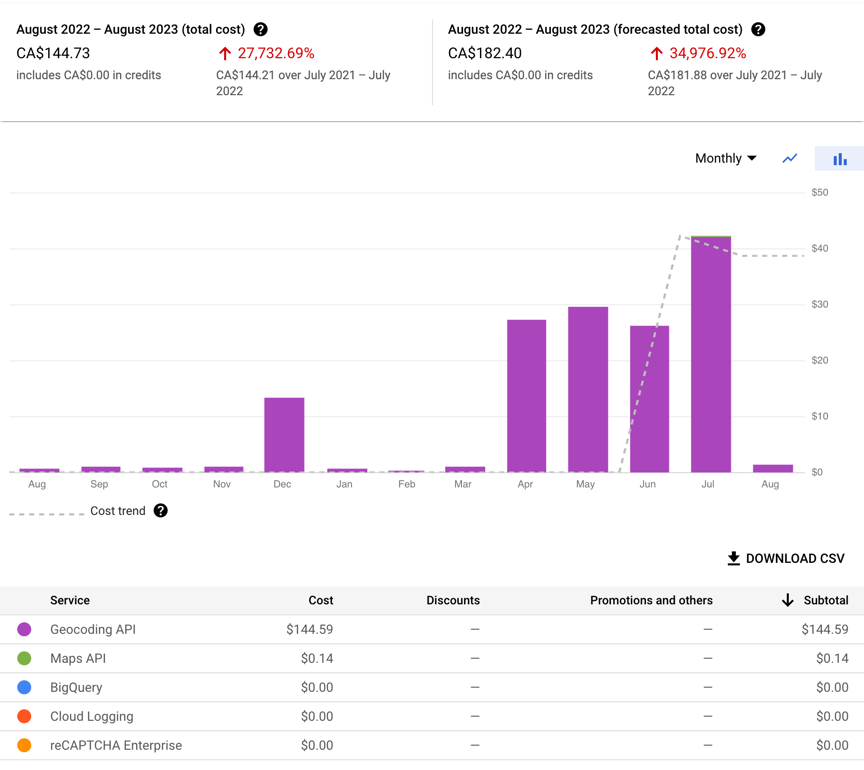 August 2022 – August 2023 (total cost)
CA$144.73
27,732.69%
includes CA$0.00 in credits
CA$144.21 over July 2021 – July
2022
August 2022 – August 2023 (forecasted total cost)
CA$182.40
34,976.92%
includes CA$0.00 in credits
CA$181.88 over July 2021 – July
2022
Monthly
$50
$40
$30
$20
$10
$0
Aug Sep Oct Nov Dec Jan Feb Mar Apr May Jun Jul Aug
Cost trend
DOWNLOAD CSV
Service Cost Discounts Promotions and others Subtotal
Geocoding API $144.59 — — $144.59
Maps API $0.14 — — $0.14
BigQuery $0.00 — — $0.00
Cloud Logging $0.00 — — $0.00
reCAPTCHA Enterprise $0.00 — — $0.00